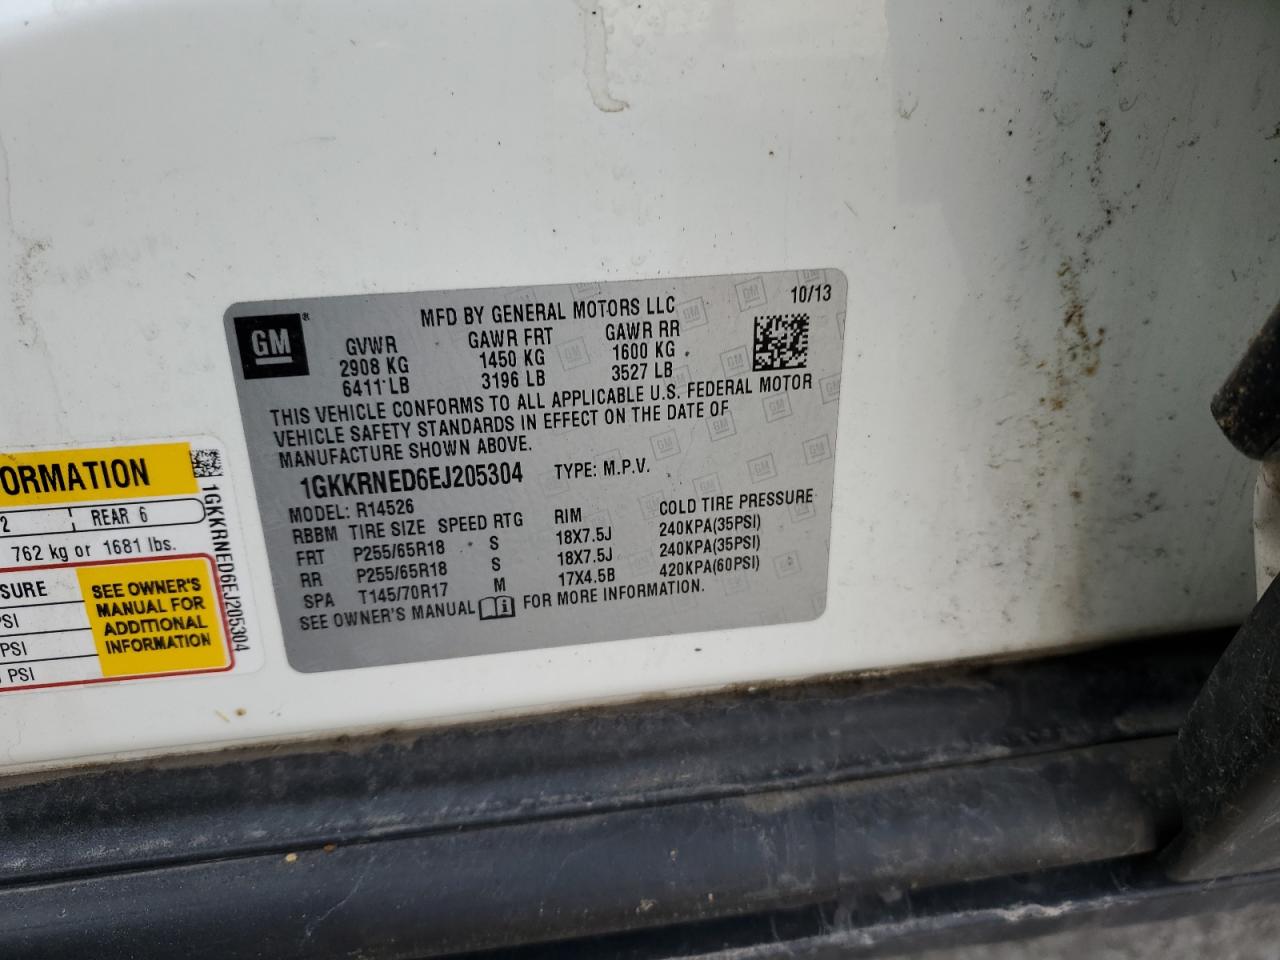 GM
®
MFD BY GENERAL MOTORS LLC
10/13
GVWR GAWR FRT GAWR RR
2908 KG 1450 KG 1600 KG
6411 LB 3196 LB 3527 LB
THIS VEHICLE CONFORMS TO ALL APPLICABLE U.S. FEDERAL MOTOR
VEHICLE SAFETY STANDARDS IN EFFECT ON THE DATE OF
MANUFACTURE SHOWN ABOVE.
1GKKRNED6EJ205304 TYPE: M.P.V.
MODEL: R14526
RBBM TIRE SIZE SPEED RTG RIM COLD TIRE PRESSURE
FRT P255/65R18 S 18X7.5J 240KPA(35PSI)
RR P255/65R18 S 18X7.5J 240KPA(35PSI)
SPA T145/70R17 M 17X4.5B 420KPA(60PSI)
SEE OWNER'S MANUAL FOR MORE INFORMATION.
ORMATION
2 REAR 6
762 kg or 1681 lbs.
SURE
PSI
PSI
PSI
SEE OWNER'S
MANUAL FOR
ADDITIONAL
INFORMATION
1GKKRNED6EJ205304